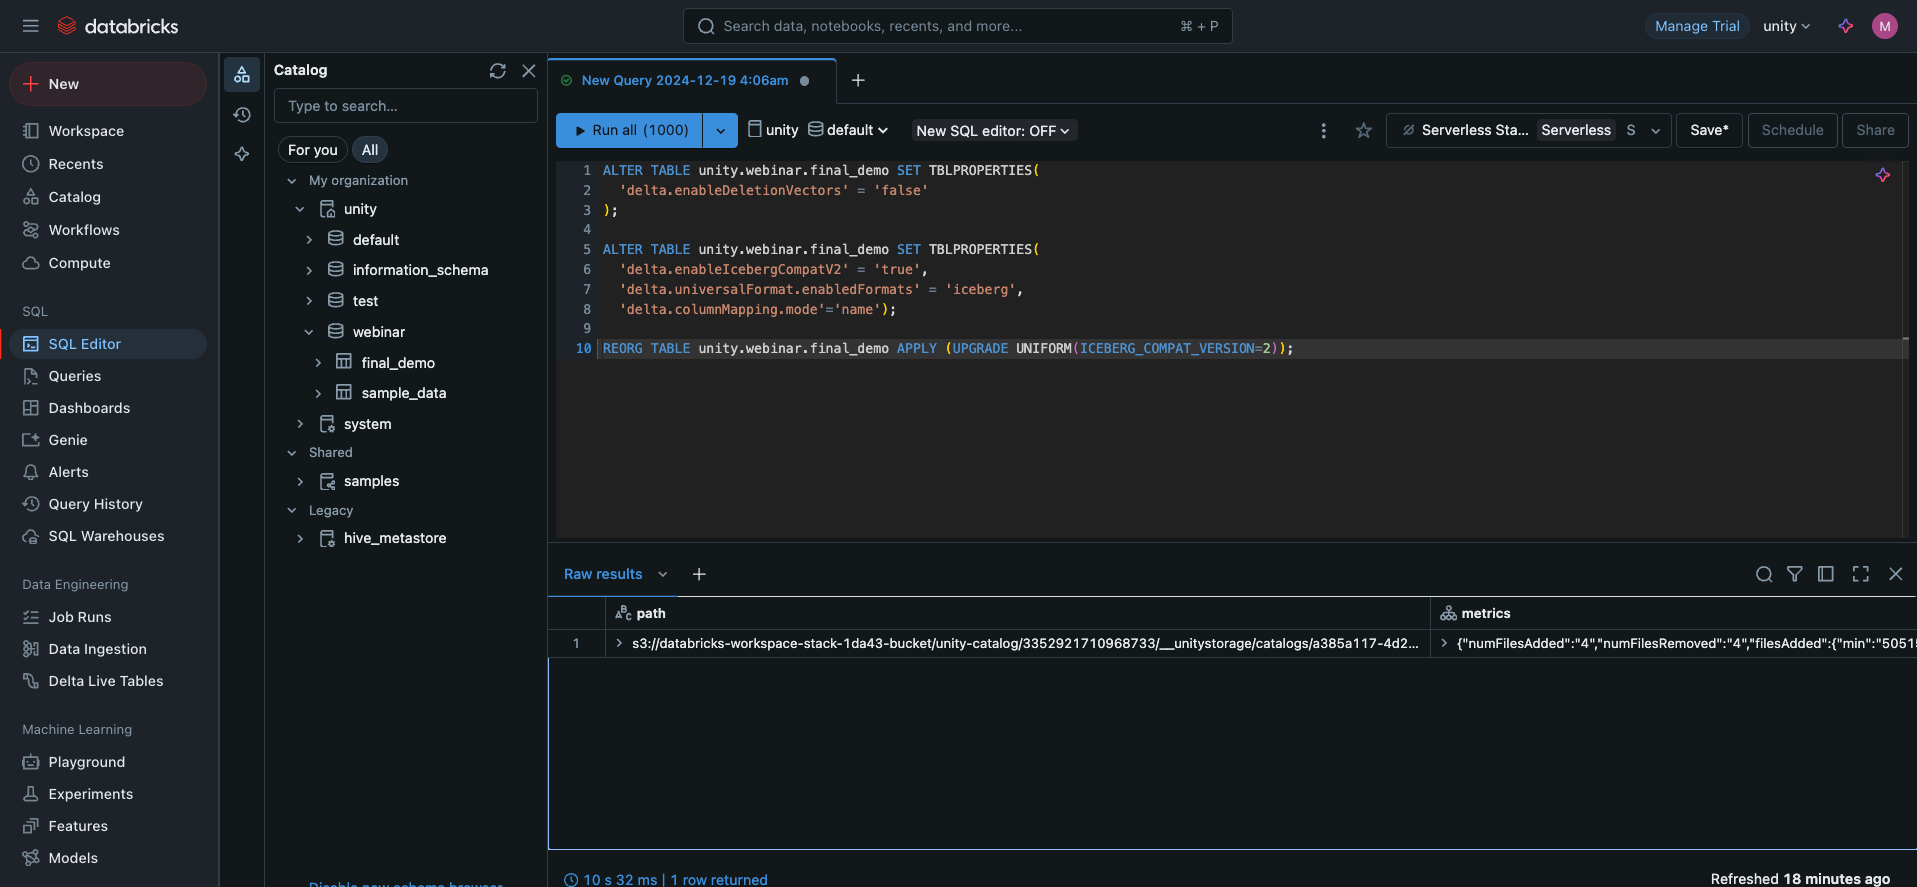 databricks
Search data, notebooks, recents, and more...
⌘ + P
Manage Trial
unity
M
New
Workspace
Recents
Catalog
Workflows
Compute
SQL
SQL Editor
Queries
Dashboards
Genie
Alerts
Query History
SQL Warehouses
Data Engineering
Job Runs
Data Ingestion
Delta Live Tables
Machine Learning
Playground
Experiments
Features
Models
Catalog
Type to search...
For you
All
My organization
unity
default
information_schema
test
webinar
final_demo
sample_data
system
Shared
samples
Legacy
hive_metastore
New Query 2024-12-19 4:06am
Run all (1000)
unity
default
New SQL editor: OFF
Serverless Sta...
Serverless
S
Save*
Schedule
Share
1 ALTER TABLE unity.webinar.final_demo SET TBLPROPERTIES(
2 'delta.enableDeletionVectors' = 'false'
3 );
4
5 ALTER TABLE unity.webinar.final_demo SET TBLPROPERTIES(
6 'delta.enableIcebergCompatV2' = 'true',
7 'delta.universalFormat.enabledFormats' = 'iceberg',
8 'delta.columnMapping.mode'='name');
9
10 REORG TABLE unity.webinar.final_demo APPLY (UPGRADE UNIFORM(ICEBERG_COMPAT_VERSION=2));
Raw results
path
metrics
1
s3://databricks-workspace-stack-1da43-bucket/unity-catalog/3352921710968733/__unitystorage/catalogs/a385a117-4d2...
{"numFilesAdded":"4","numFilesRemoved":"4","filesAdded":{"min":"5051
10 s 32 ms | 1 row returned
Refreshed 18 minutes ago